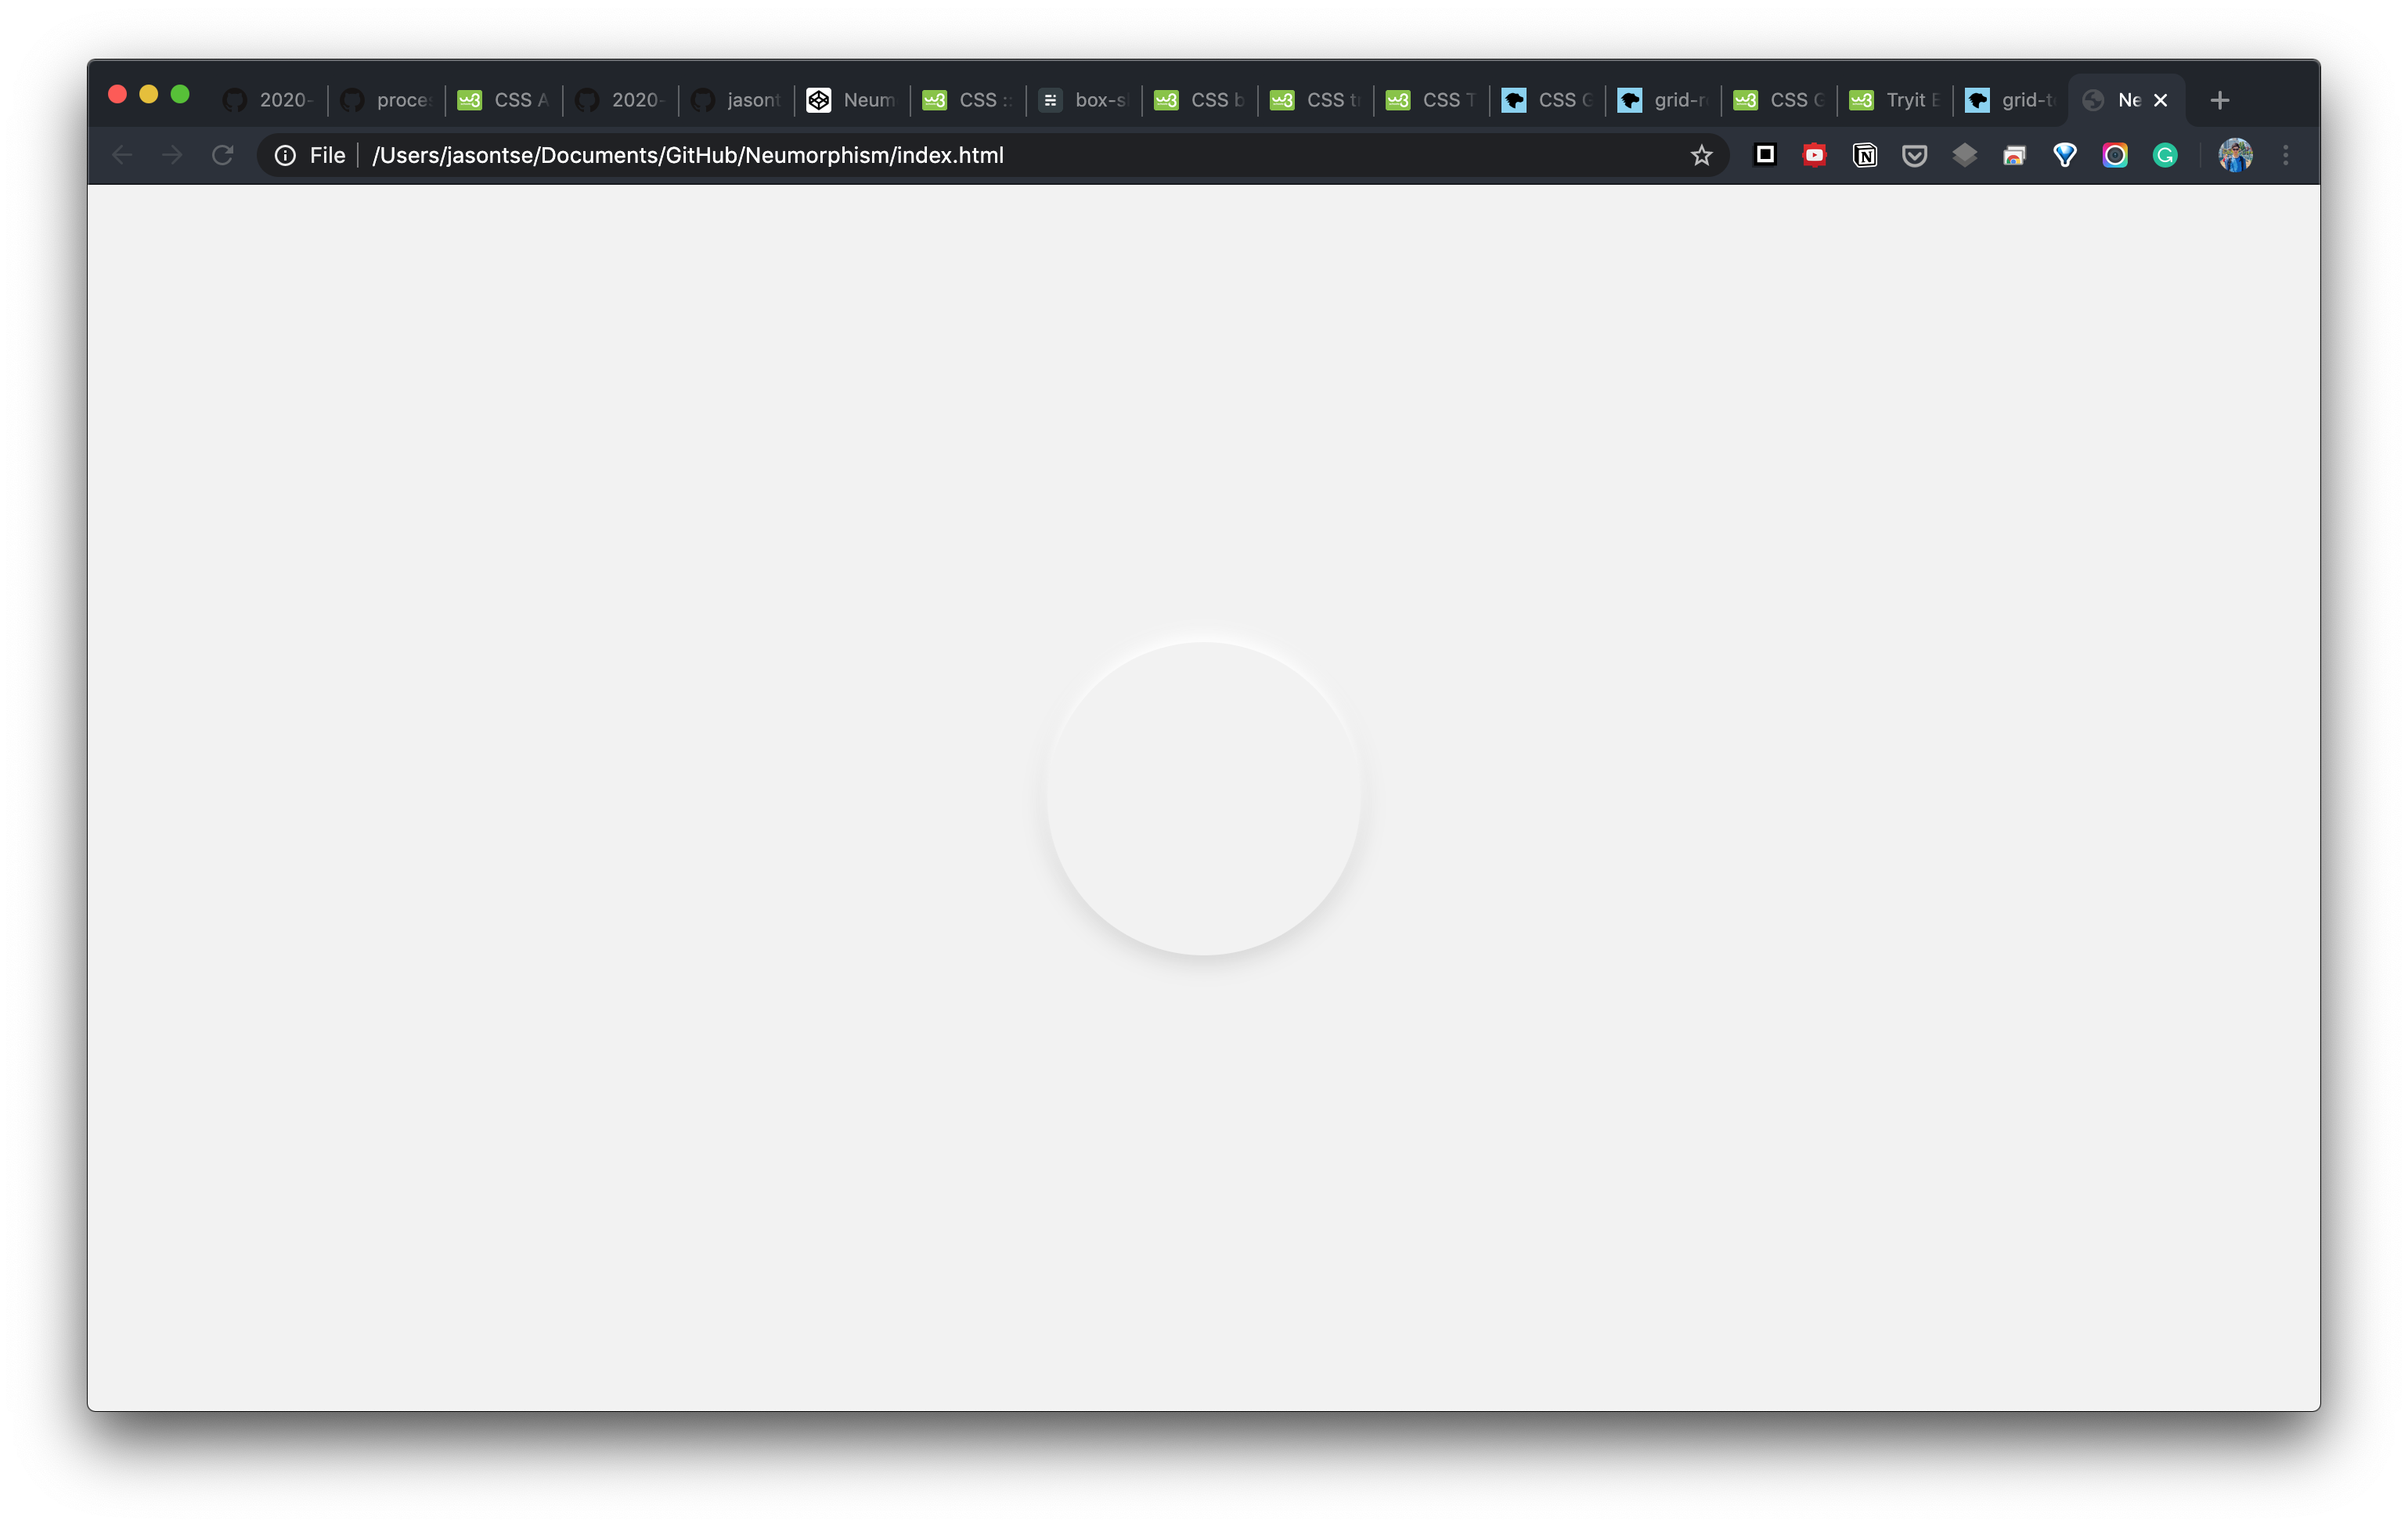 2020- proces CSS A 2020- jasont Neum CSS :: box-s CSS b CSS t CSS T CSS G grid-r CSS G Tryit E grid-t Ne
File /Users/jasontse/Documents/GitHub/Neumorphism/index.html